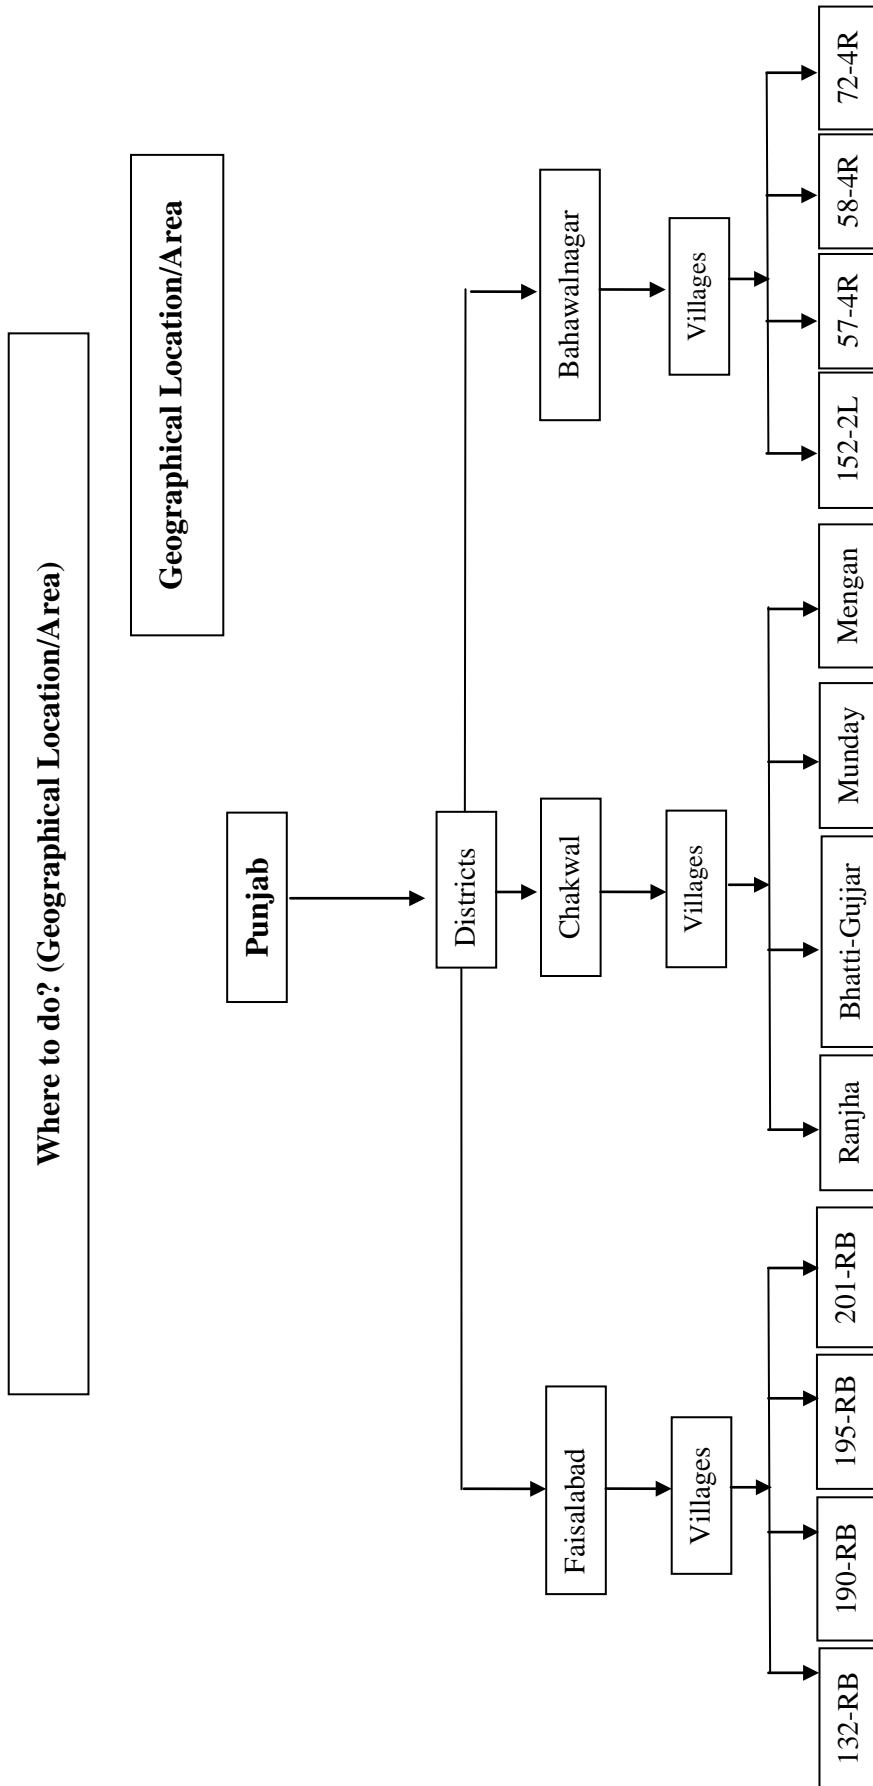 Where to do? (Geographical Location/Area)
Geographical Location/Area
Punjab
Districts
Faisalabad
Chakwal
Bahawalnagar
Villages
Villages
Villages
132-RB
190-RB
195-RB
201-RB
Ranjha
Bhatti-Gujjar
Munday
Mengan
152-2L
57-4R
58-4R
72-4R